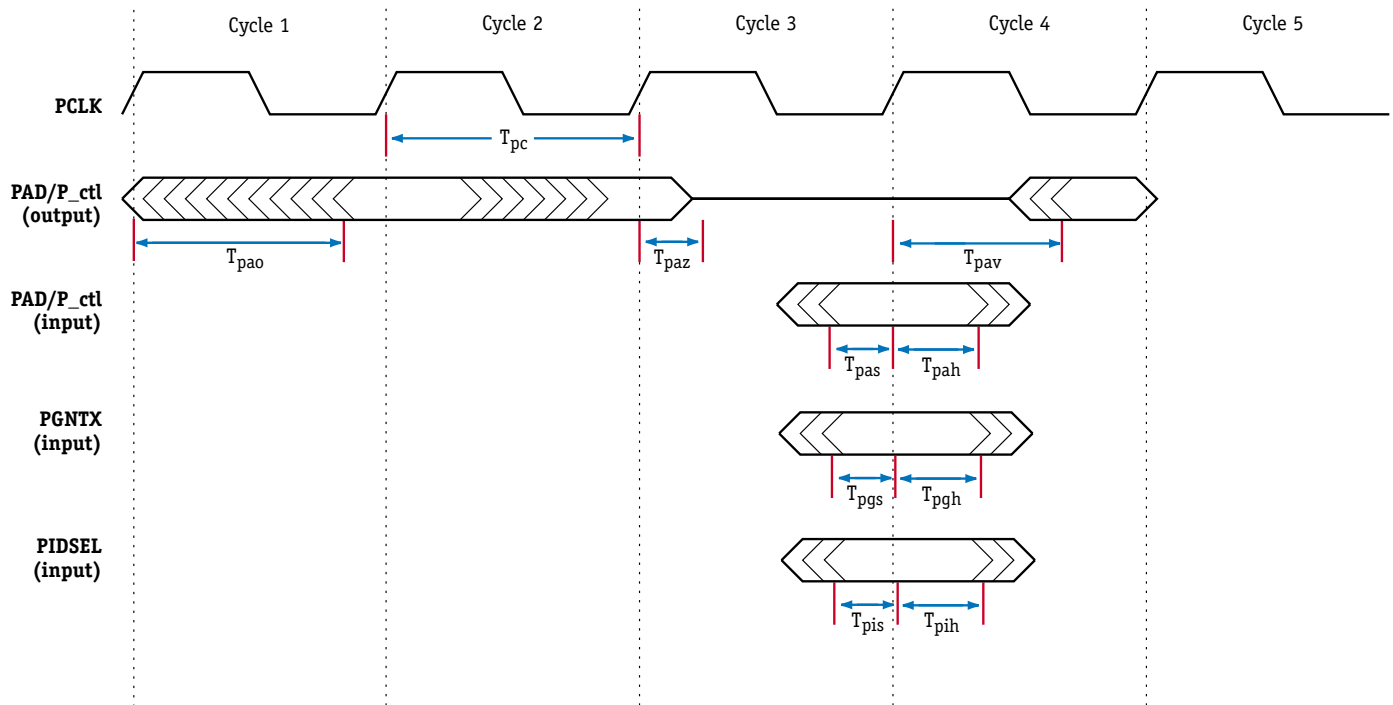 Cycle 1
Cycle 2
Cycle 3
Cycle 4
Cycle 5
PCLK
Tpc
PAD/P_ctl
(output)
Tpao
Tpaz
Tpav
PAD/P_ctl
(input)
Tpas
Tpah
PGNTX
(input)
Tpgs
Tpgh
PIDSEL
(input)
Tpis
Tpih